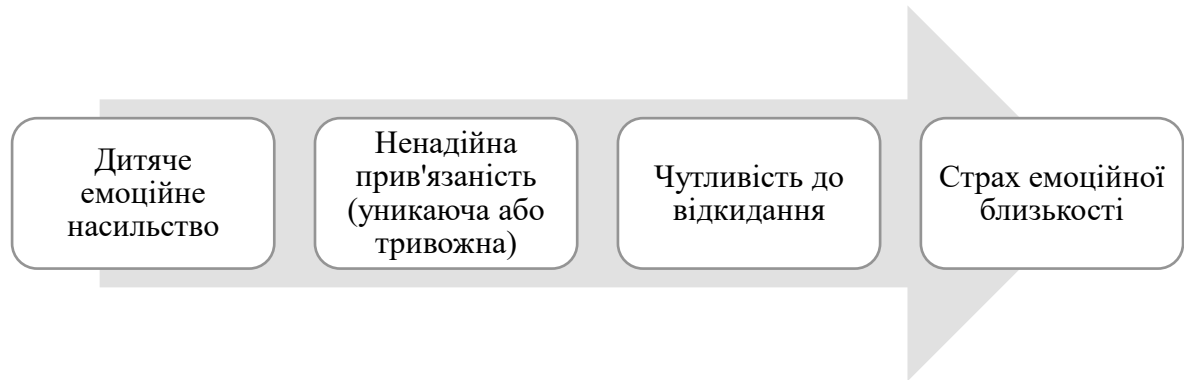 Дитяче
емоційне
насильство
Ненадійна
прив'язаність
(уникаюча або
тривожна)
Чутливість до
відкидання
Страх емоційної
близькості